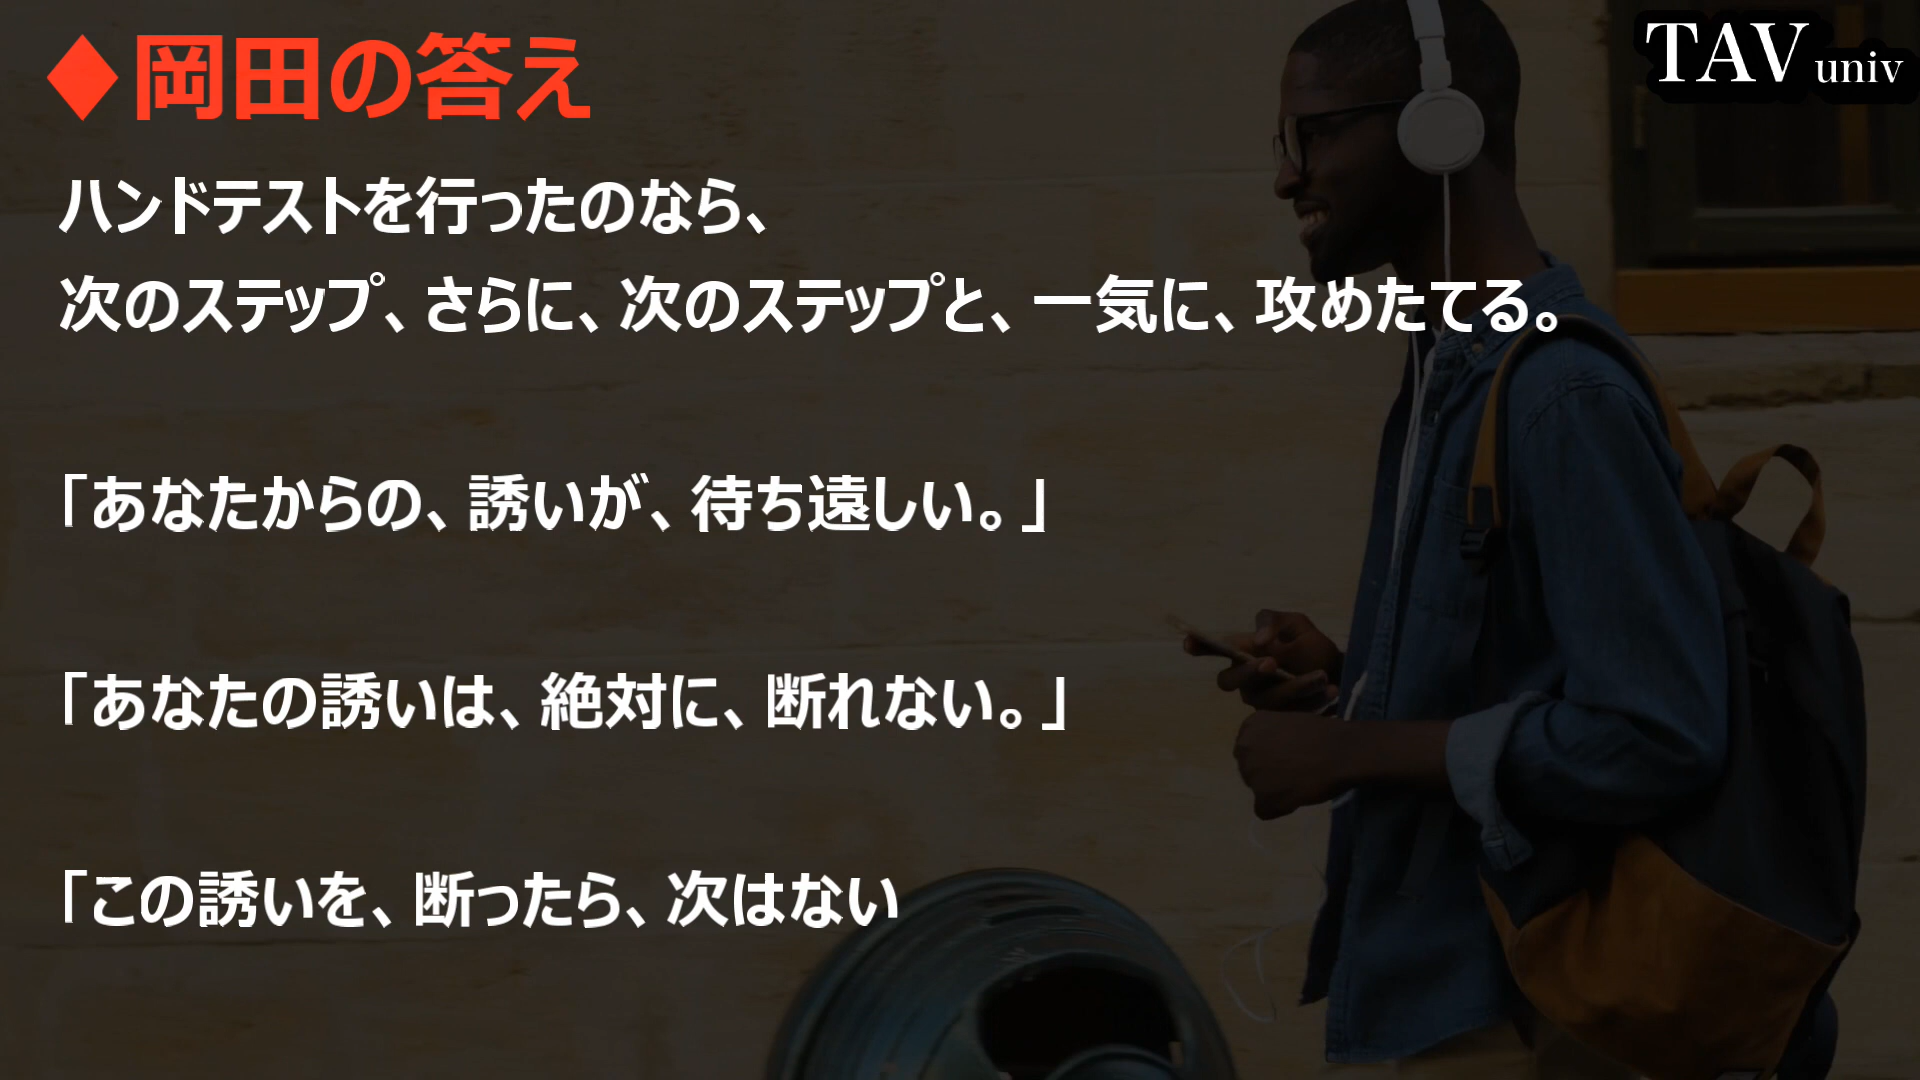 ◆岡田の答え
TAV univ
ハンドテストを行ったのなら、
次のステップ、さらに、次のステップと、一気に、攻めたてる。
「あなたからの、誘いが、待ち遠しい。」
「あなたの誘いは、絶対に、断れない。」
「この誘いを、断ったら、次はない